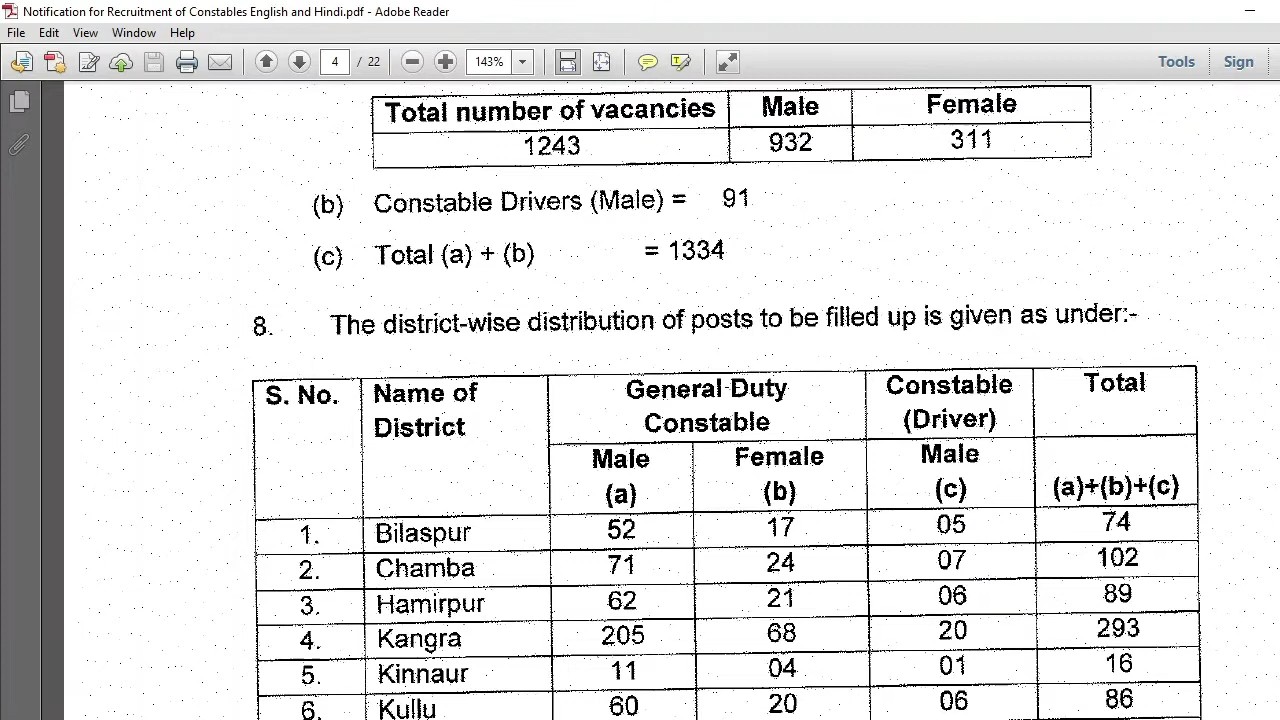 Notification for Recruitment of Constables English and Hindi.pdf - Adobe Reader
File Edit View Window Help
4 / 22 143% Tools Sign
Total number of vacancies Male Female
1243 932 311
(b) Constable Drivers (Male) = 91
(c) Total (a) + (b) = 1334
8. The district-wise distribution of posts to be filled up is given as under:-
S. No. Name of District General Duty Constable Constable (Driver) Total
Male (a) Female (b) Male (c) (a)+(b)+(c)
1. Bilaspur 52 17 05 74
2. Chamba 71 24 07 102
3. Hamirpur 62 21 06 89
4. Kangra 205 68 20 293
5. Kinnaur 11 04 01 16
6. Kullu 60 20 06 86